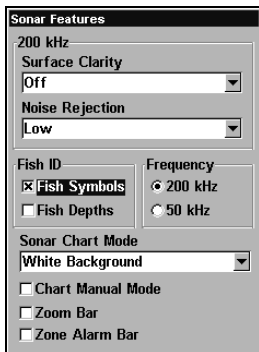 Sonar Features
200 kHz
Surface Clarity
Off
Noise Rejection
Low
Fish ID
Fish Symbols
Fish Depths
Frequency
200 kHz
50 kHz
Sonar Chart Mode
White Background
Chart Manual Mode
Zoom Bar
Zone Alarm Bar